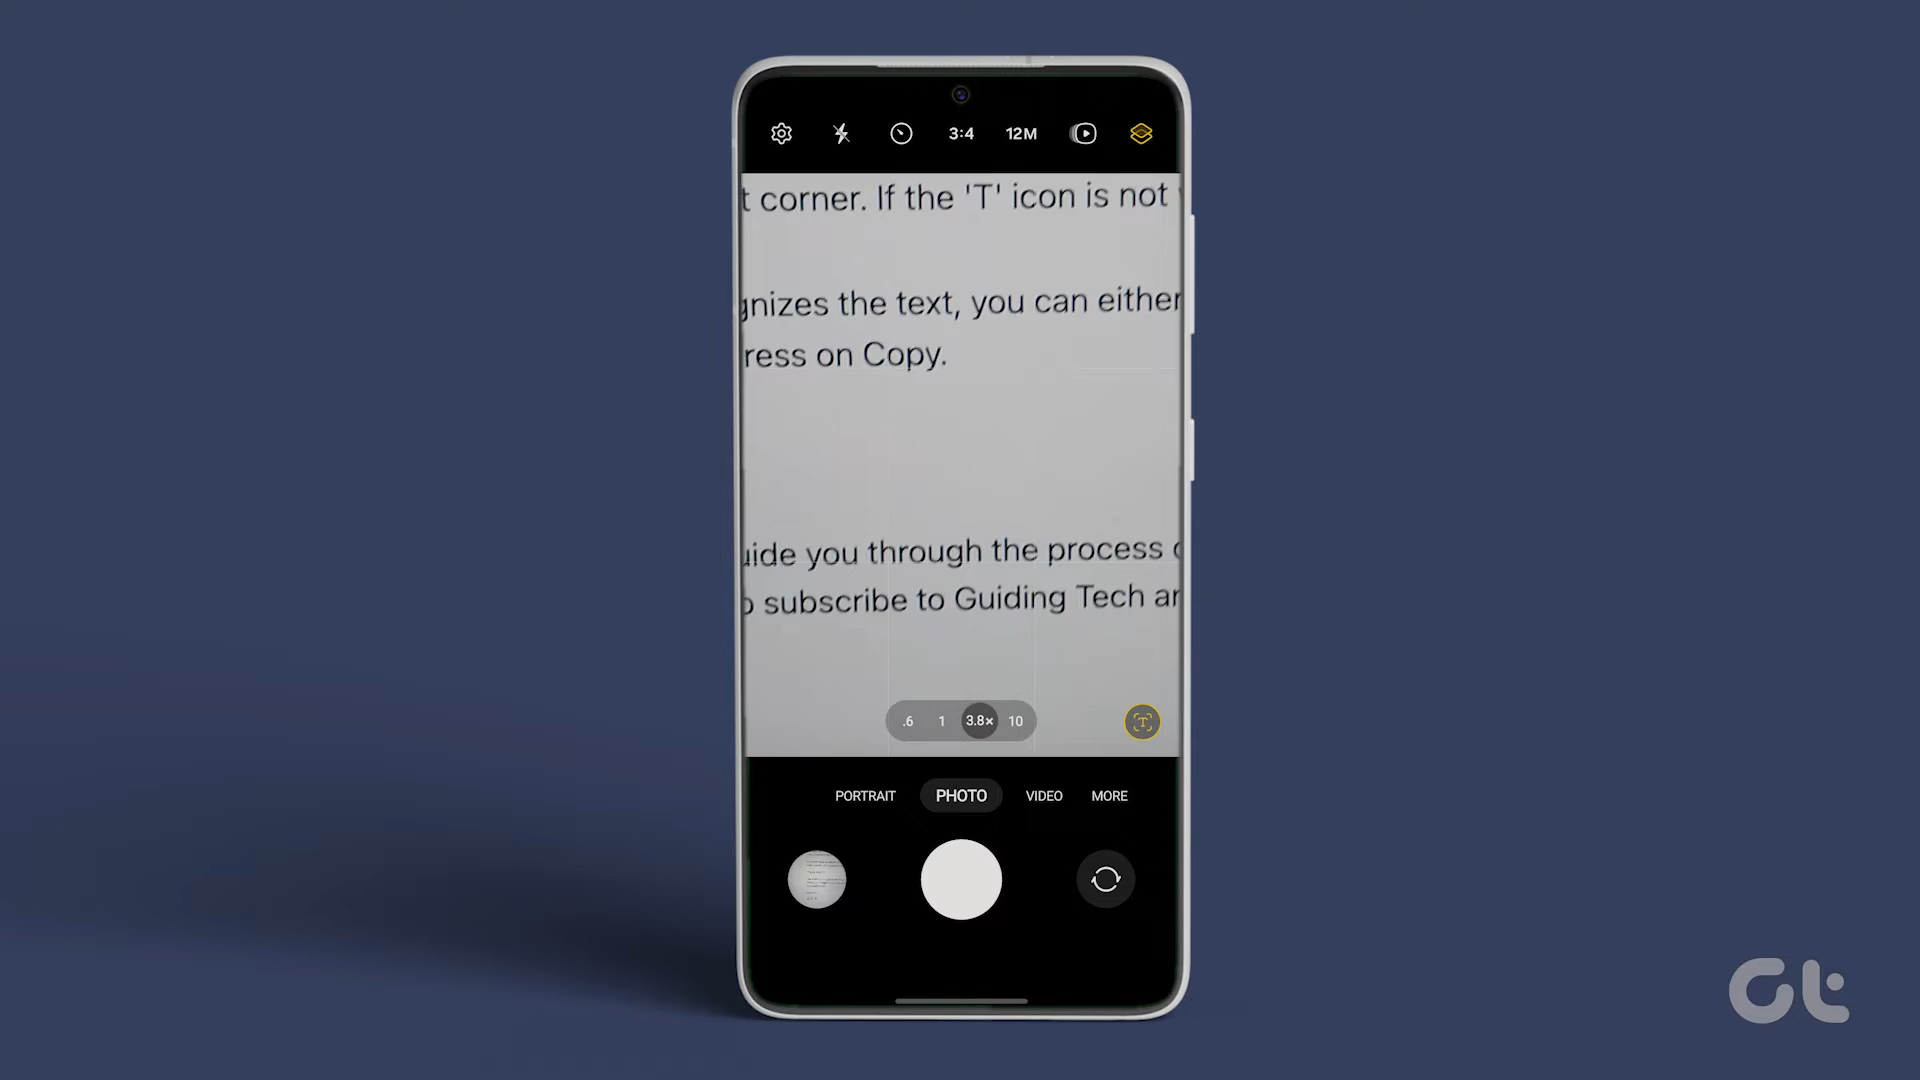 3:4 12M
t corner. If the 'T' icon is not
gnizes the text, you can either
ress on Copy.
uide you through the process
o subscribe to Guiding Tech ar
.6 1 3.8× 10
T
PORTRAIT PHOTO VIDEO MORE
Gt